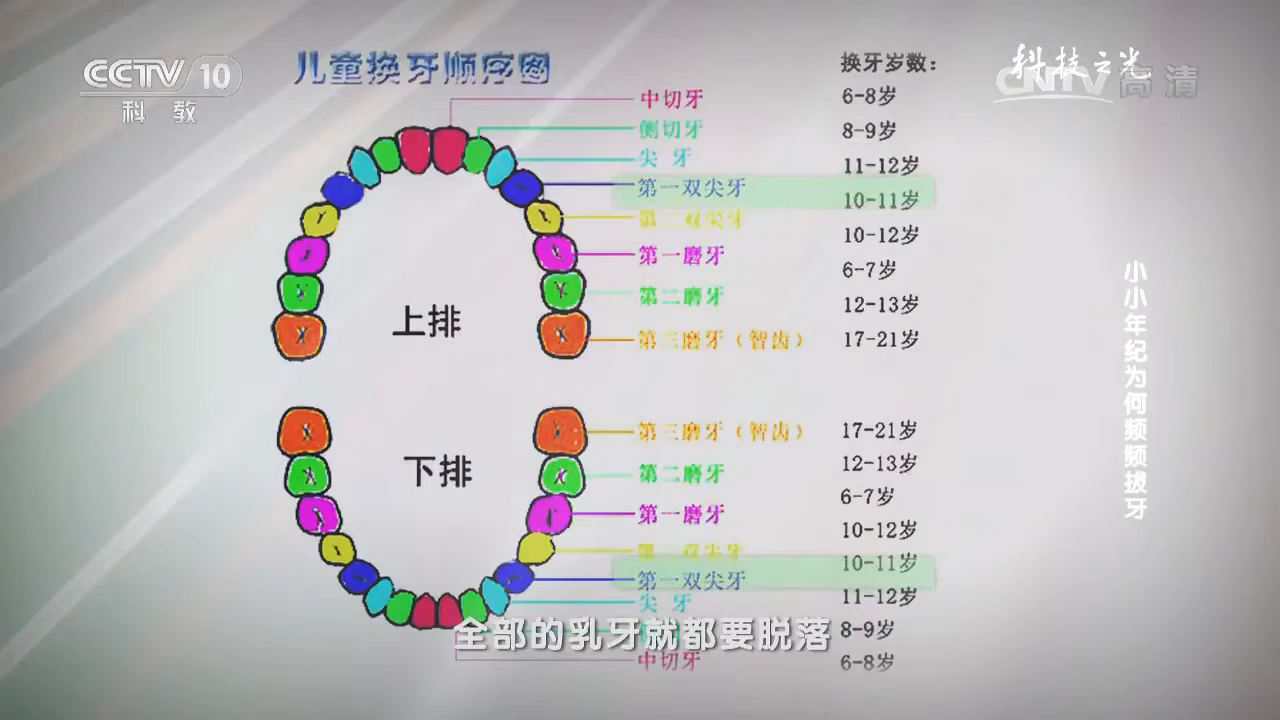 CCTV 10
科教
儿童换牙顺序图
换牙岁数：
科技之光
CNTV 高清
中切牙 6-8岁
侧切牙 8-9岁
尖 牙 11-12岁
第一双尖牙 10-11岁
第二双尖牙 10-12岁
第一磨牙 6-7岁
第二磨牙 12-13岁
第三磨牙（智齿） 17-21岁
上排
小小年纪为何频频拔牙
第三磨牙（智齿） 17-21岁
第二磨牙 12-13岁
下排
第一磨牙 6-7岁
双尖牙 10-12岁
第一双尖牙 10-11岁
尖 牙 11-12岁
8-9岁
中切牙 6-8岁
全部的乳牙就都要脱落